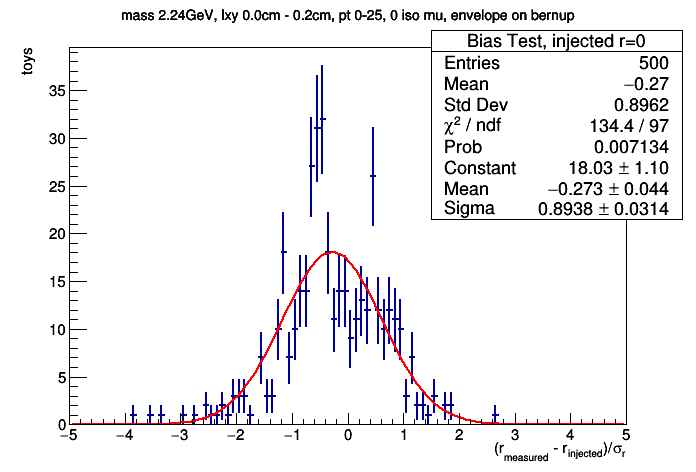 mass 2.24GeV, lxy 0.0cm - 0.2cm, pt 0-25, 0 iso mu, envelope on bernup
toys
Bias Test, injected r=0
Entries 500
Mean −0.27
Std Dev 0.8962
χ² / ndf 134.4 / 97
Prob 0.007134
Constant 18.03 ± 1.10
Mean −0.273 ± 0.044
Sigma 0.8938 ± 0.0314
35
30
25
20
15
10
5
0
−5 −4 −3 −2 −1 0 1 2 3 4 5
(r_measured - r_injected)/σ_r